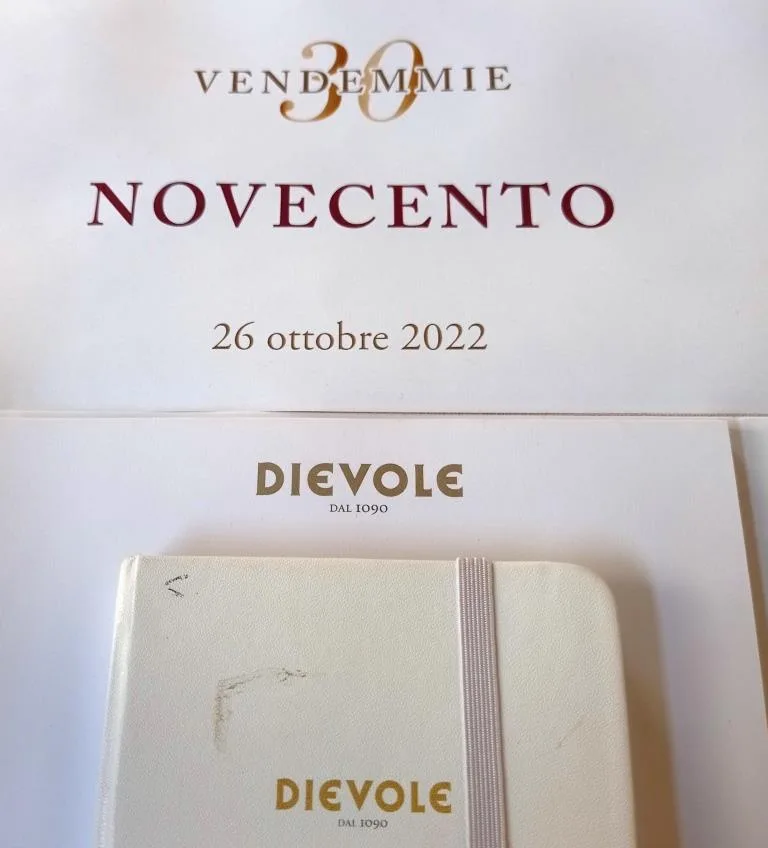 30
VENDEMMIE
NOVECENTO
26 ottobre 2022
DIEVOLE
DAL 1090
DIEVOLE
DAL 1090